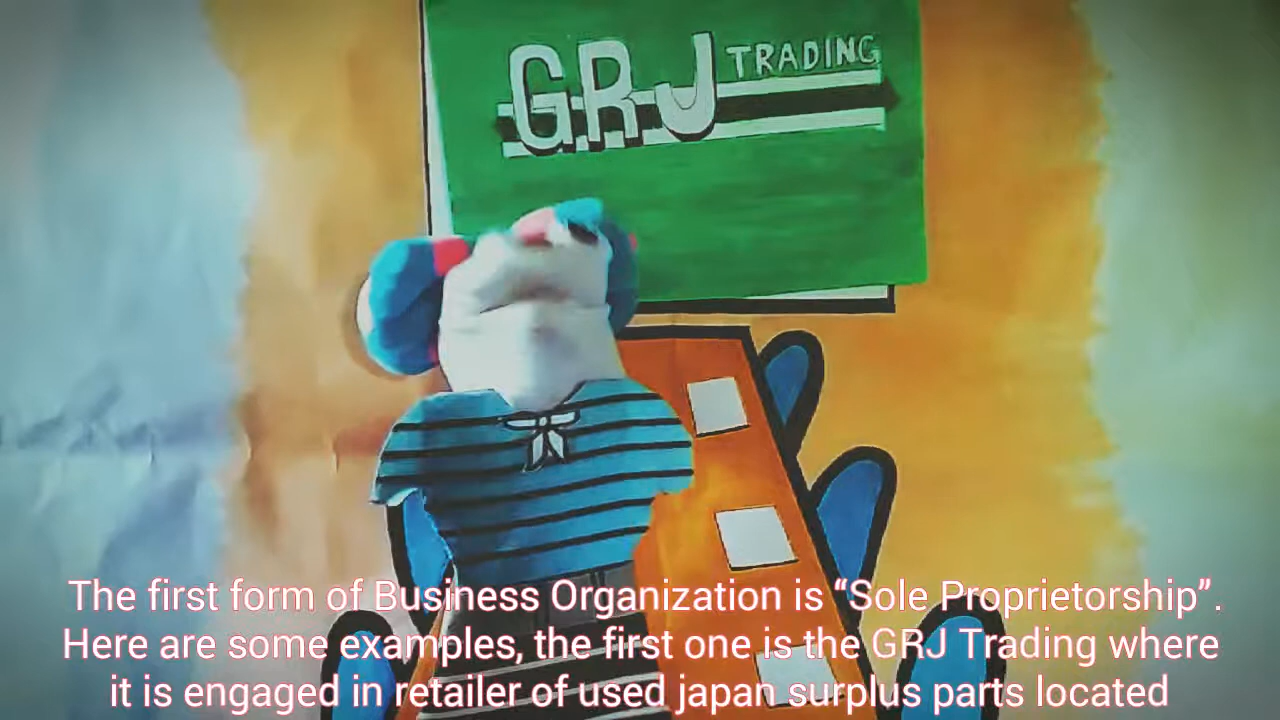 GRJ TRADING
The first form of Business Organization is “Sole Proprietorship”.
Here are some examples, the first one is the GRJ Trading where
it is engaged in retailer of used japan surplus parts located